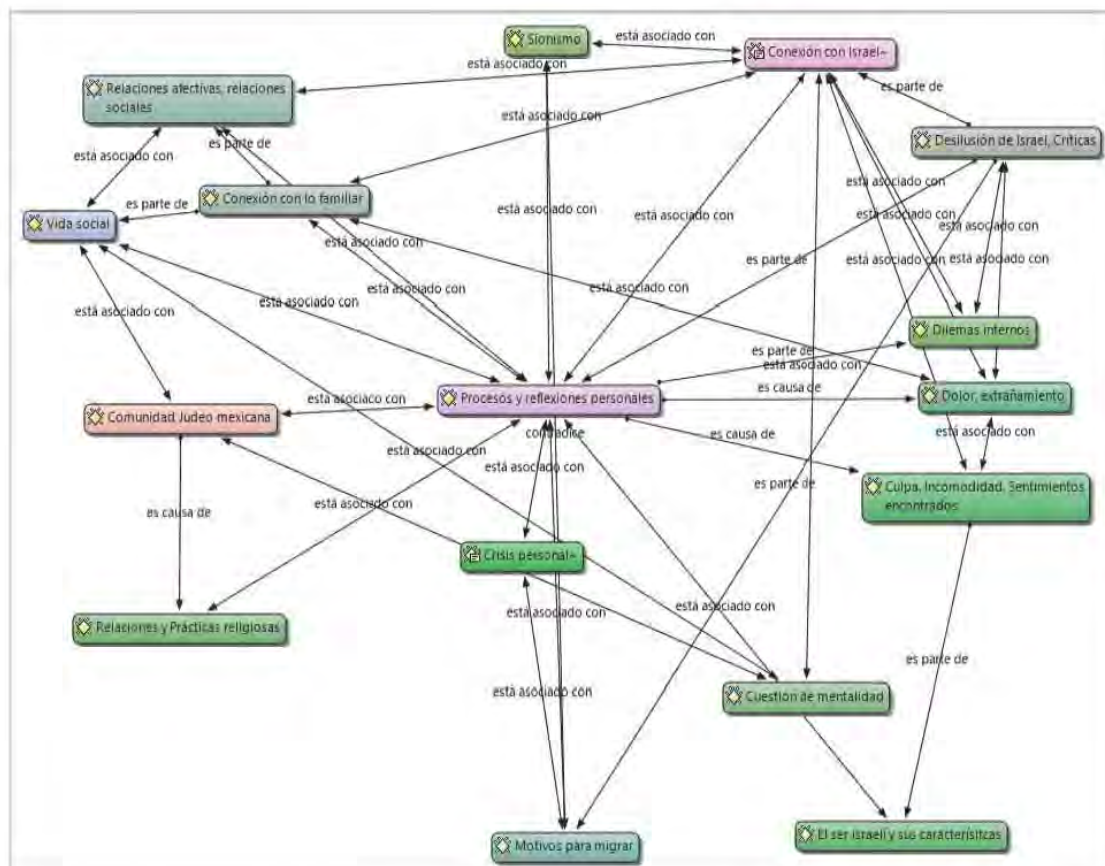 Sionismo
está asociado con
Conexión con Israel~
está asociado con
Relaciones afectivas, relaciones
sociales
es parte de
Desilusión de Israel, Críticas
está asociado con
es parte de
está asociado con
Conexión con lo familiar
es parte de
Vida social
está asociado con
está asociado con
está asociado con
está asociado con
está asociado con
está asociado con
está asociado con
es parte de
está asociado con
está asociado con
está asociado con
está asociado con
Dilemas internos
es parte de
está asociado con
es causa de
Procesos y reflexiones personales
Dolor, extrañamiento
está asociado con
Comunidad Judeo mexicana
contradice
es causa de
está asociado con
está asociado con
está asociado con
es parte de
Culpa. Incomodidad. Sentimientos
encontrados
está asociado con
es causa de
Crisis personal~
está asociado con
está asociado con
Relaciones y Prácticas religiosas
es parte de
está asociado con
Cuestión de mentalidad
Motivos para migrar
El ser israelí y sus caracterísitcas